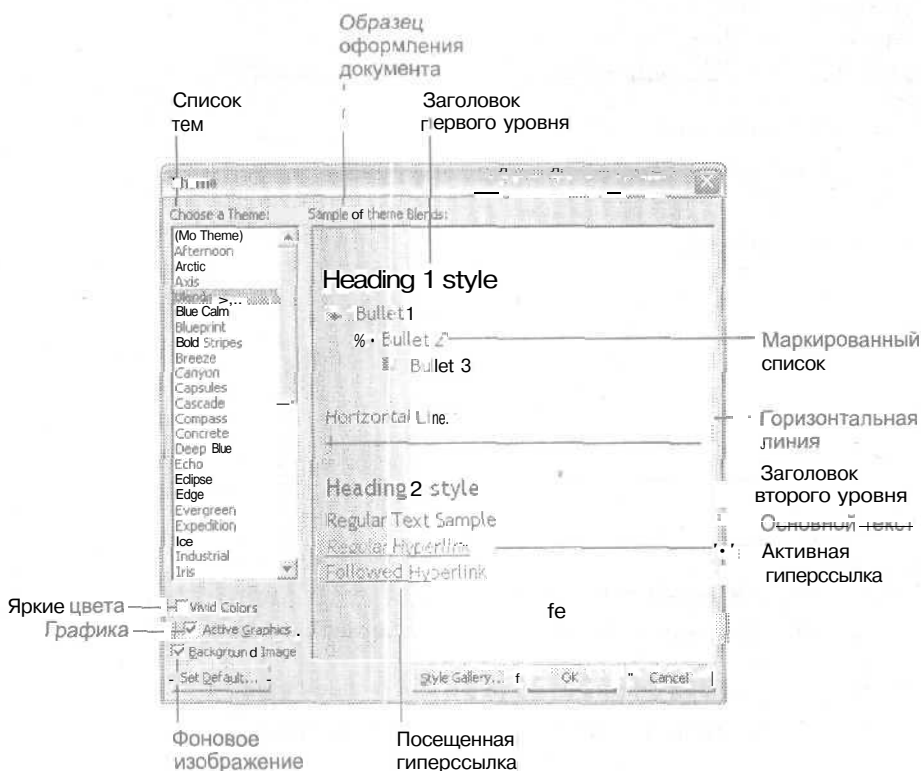 Образец
оформления
документа
Список
тем
Заголовок
первого уровня
Choose a Theme:
Sample of theme Blends:
(Mo Theme)
Afternoon
Arctic
Axis
Blends
Blue Calm
Blueprint
Bold Stripes
Breeze
Canyon
Capsules
Cascade
Compass
Concrete
Deep Blue
Echo
Eclipse
Edge
Evergreen
Expedition
Ice
Industrial
Iris
Heading 1 style
Bullet 1
% • Bullet 2
Bullet 3
Horizontal Line.
Heading 2 style
Regular Text Sample
Regular Hyperlink
Followed Hyperlink
fe
Маркированный
список
Горизонтальная
линия
Заголовок
второго уровня
Основной текст
Активная
гиперссылка
Яркие цвета
Графика
Vivid Colors
Active Graphics
Background Image
Set Default...
Style Gallery...
OK
Cancel
Фоновое
изображение
Посещенная
гиперссылка